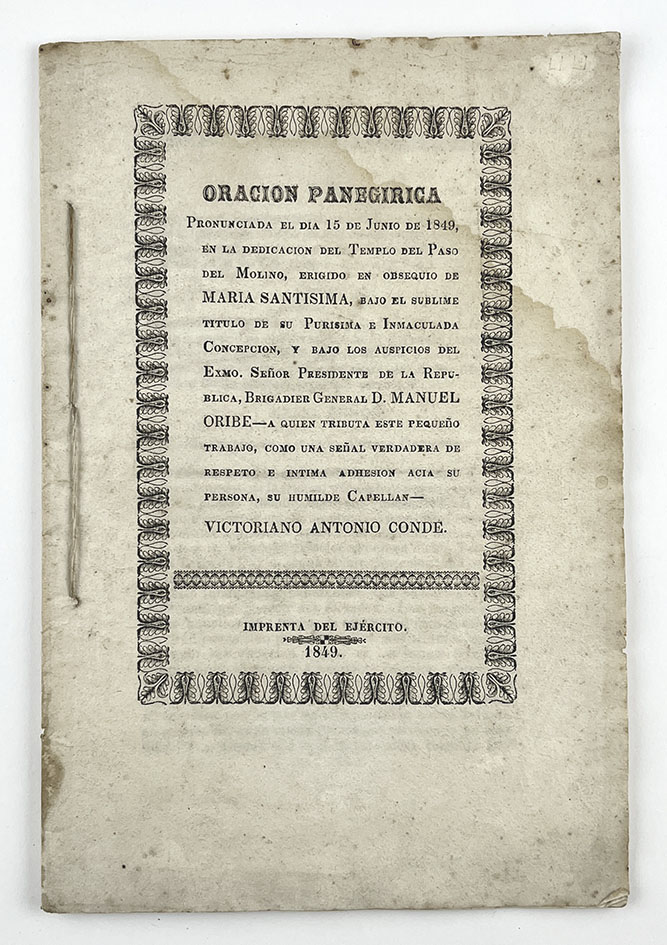 ORACION PANEGIRICA
PRONUNCIADA EL DIA 15 DE JUNIO DE 1849,
EN LA DEDICACION DEL TEMPLO DEL PASO
DEL MOLINO, ERIGIDO EN OBSEQUIO DE
MARIA SANTISIMA, BAJO EL SUBLIME
TITULO DE SU PURISIMA E INMACULADA
CONCEPCION, Y BAJO LOS AUSPICIOS DEL
EXMO. SEÑOR PRESIDENTE DE LA REPU-
BLICA, BRIGADIER GENERAL D. MANUEL
ORIBE—A QUIEN TRIBUTA ESTE PEQUEÑO
TRABAJO, COMO UNA SEÑAL VERDADERA DE
RESPETO E INTIMA ADHESION ACIA SU
PERSONA, SU HUMILDE CAPELLAN—
VICTORIANO ANTONIO CONDE.
IMPRENTA DEL EJÉRCITO.
1849.